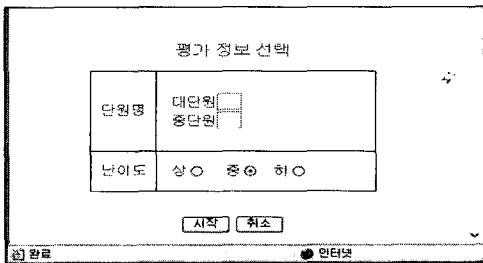 평가 정보 선택
단원명
대단원
중단원
난이도 상 중 하
시작 취소
완료 인터넷